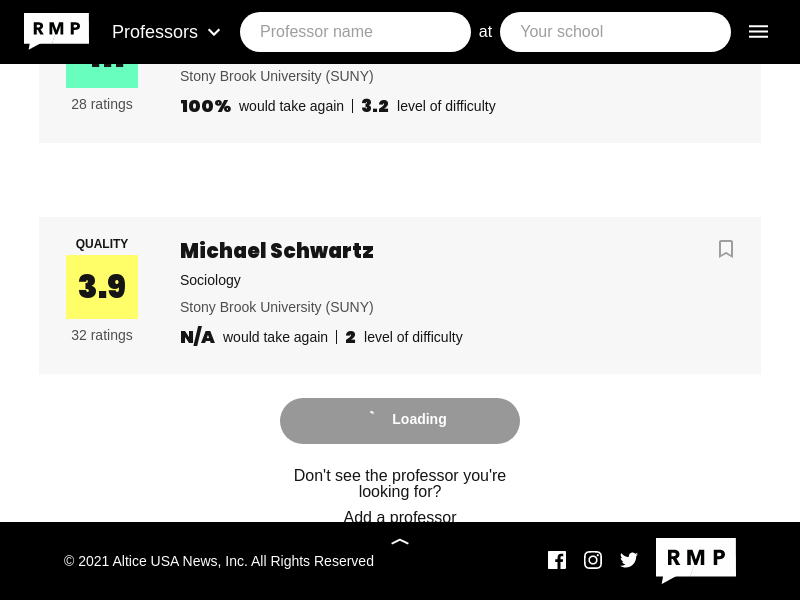 RMP
Professors
Professor name
at
Your school
Stony Brook University (SUNY)
28 ratings
100% would take again | 3.2 level of difficulty
QUALITY
Michael Schwartz
3.9
Sociology
Stony Brook University (SUNY)
32 ratings
N/A would take again | 2 level of difficulty
Loading
Don't see the professor you're
looking for?
Add a professor
© 2021 Altice USA News, Inc. All Rights Reserved
RMP